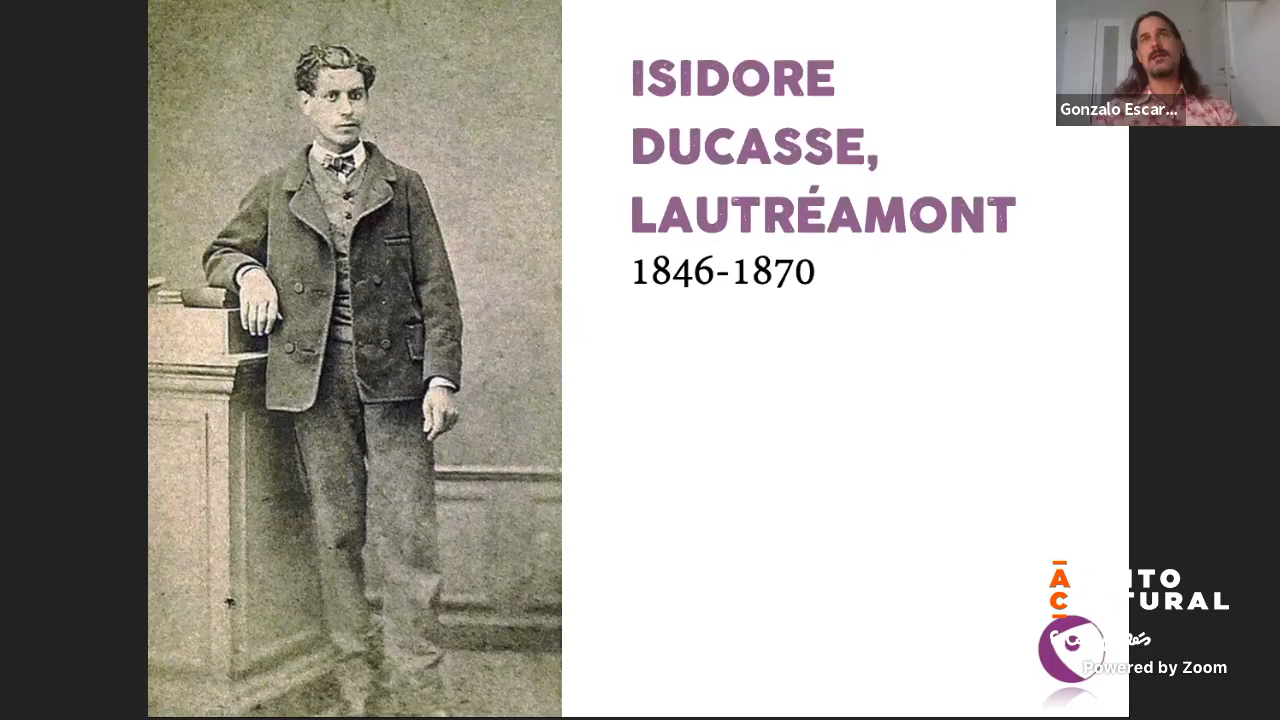 ISIDORE
DUCASSE,
LAUTRÉAMONT
1846-1870
Gonzalo Escar...
Powered by Zoom